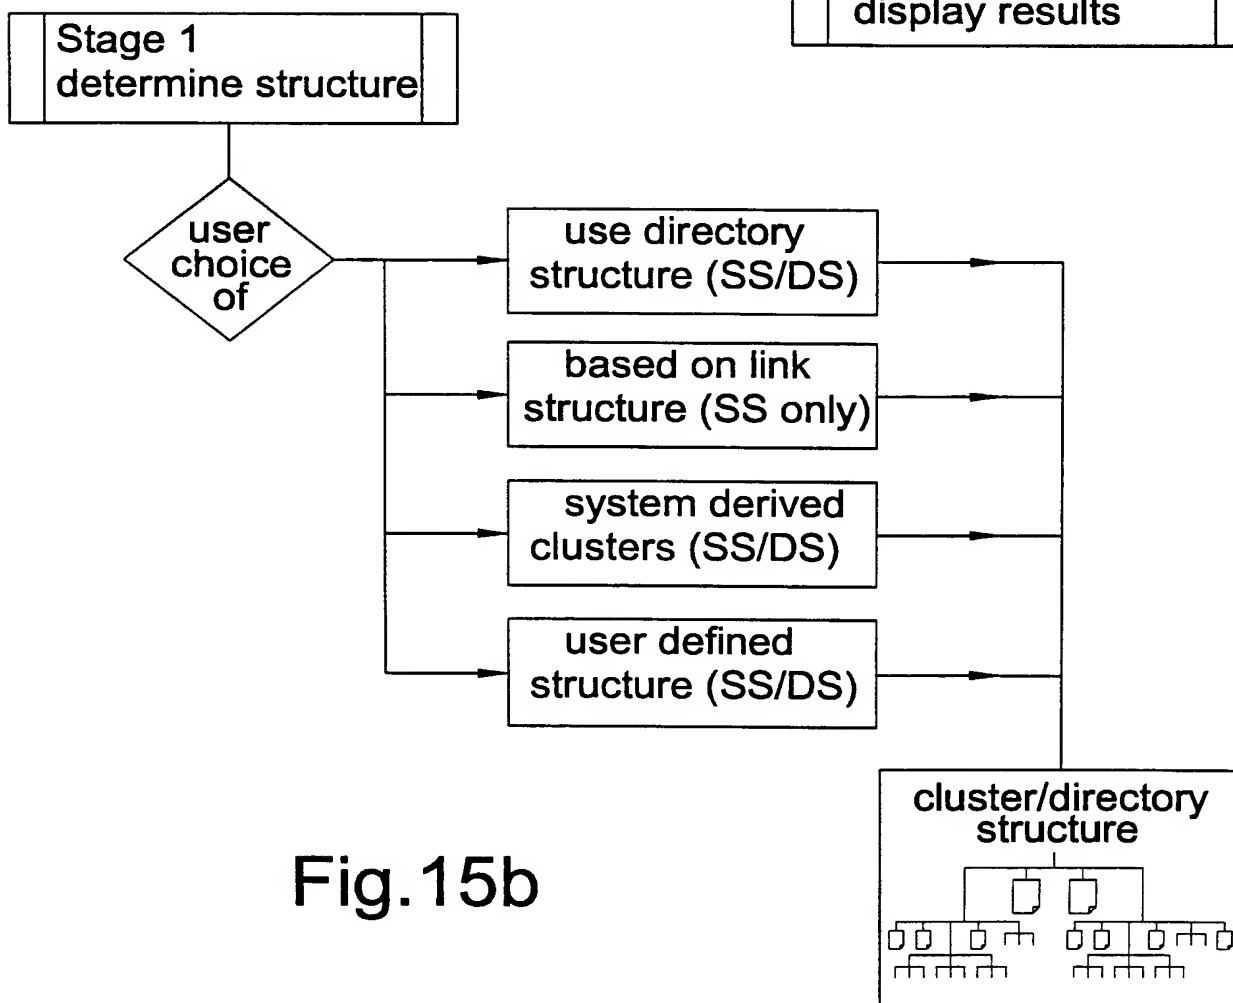 display results
Stage 1
determine structure
user
choice
of
use directory
structure (SS/DS)
based on link
structure (SS only)
system derived
clusters (SS/DS)
user defined
structure (SS/DS)
cluster/directory
structure
Fig.15b